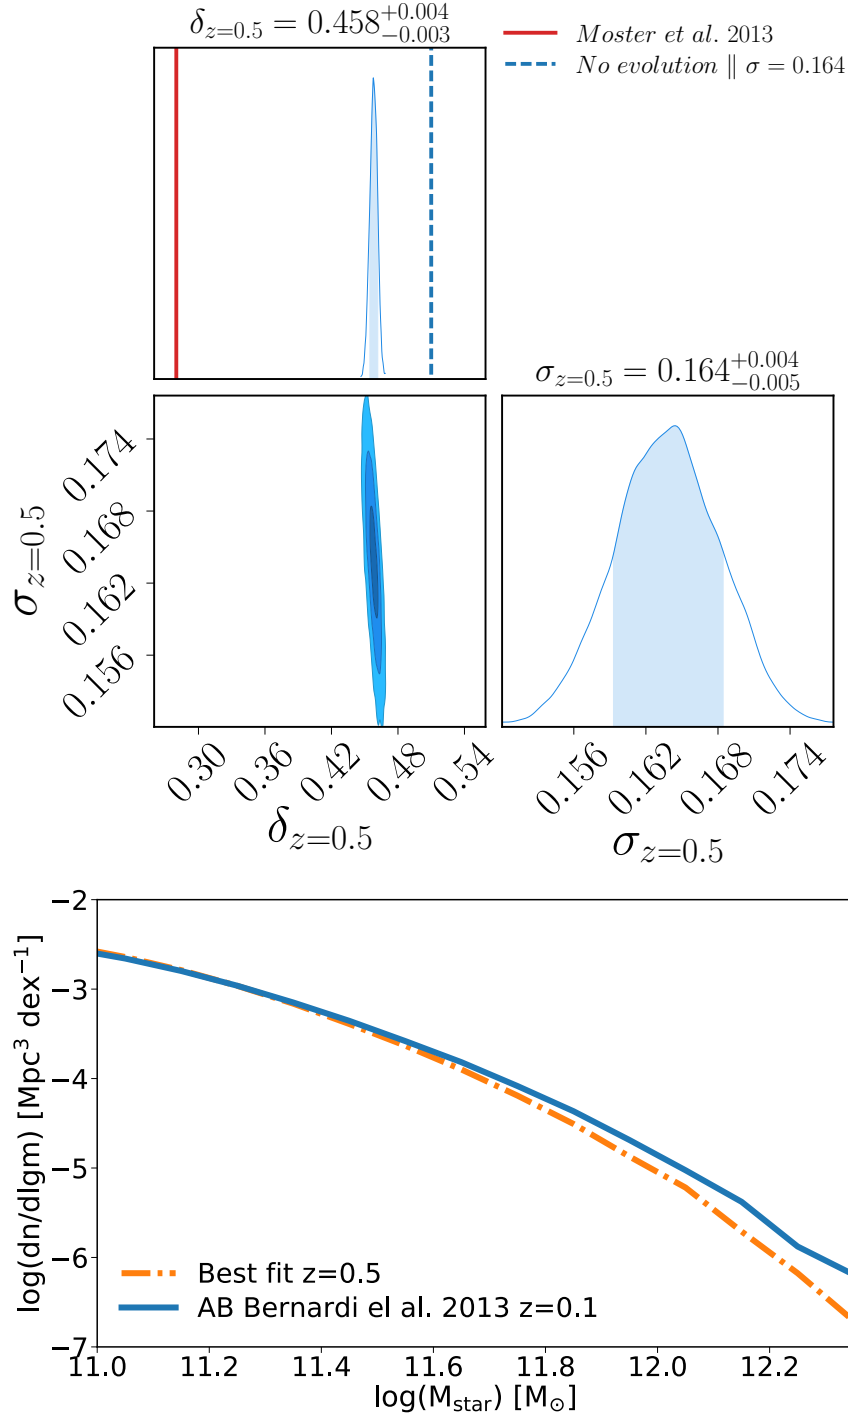 δ_{z=0.5} = 0.458^{+0.004}_{-0.003}
Moster et al. 2013
No evolution ∥ σ = 0.164
σ_{z=0.5} = 0.164^{+0.004}_{-0.005}
0.174
0.168
0.162
0.156
σ_{z=0.5}
0.30 0.36 0.42 0.48 0.54
δ_{z=0.5}
0.156 0.162 0.168 0.174
σ_{z=0.5}
−2
−3
−4
−5
−6
−7
log(dn/dlgm) [Mpc³ dex⁻¹]
Best fit z=0.5
AB Bernardi el al. 2013 z=0.1
11.0 11.2 11.4 11.6 11.8 12.0 12.2
log(M_{star}) [M_⊙]